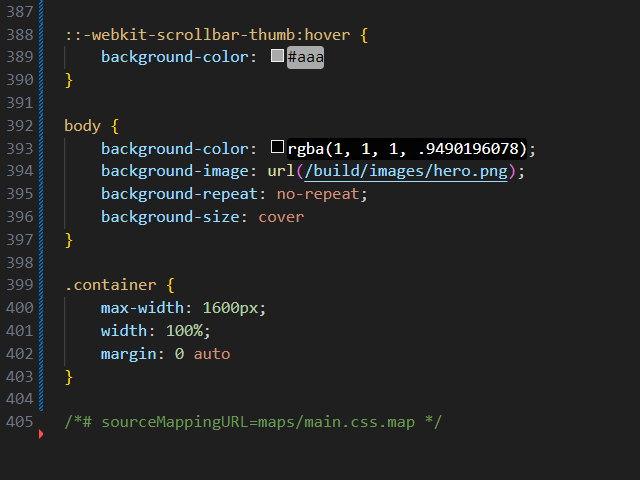 387
388 ::-webkit-scrollbar-thumb:hover {
389 background-color: #aaa
390 }
391
392 body {
393 background-color: rgba(1, 1, 1, .9490196078);
394 background-image: url(/build/images/hero.png);
395 background-repeat: no-repeat;
396 background-size: cover
397 }
398
399 .container {
400 max-width: 1600px;
401 width: 100%;
402 margin: 0 auto
403 }
404
405 /*# sourceMappingURL=maps/main.css.map */